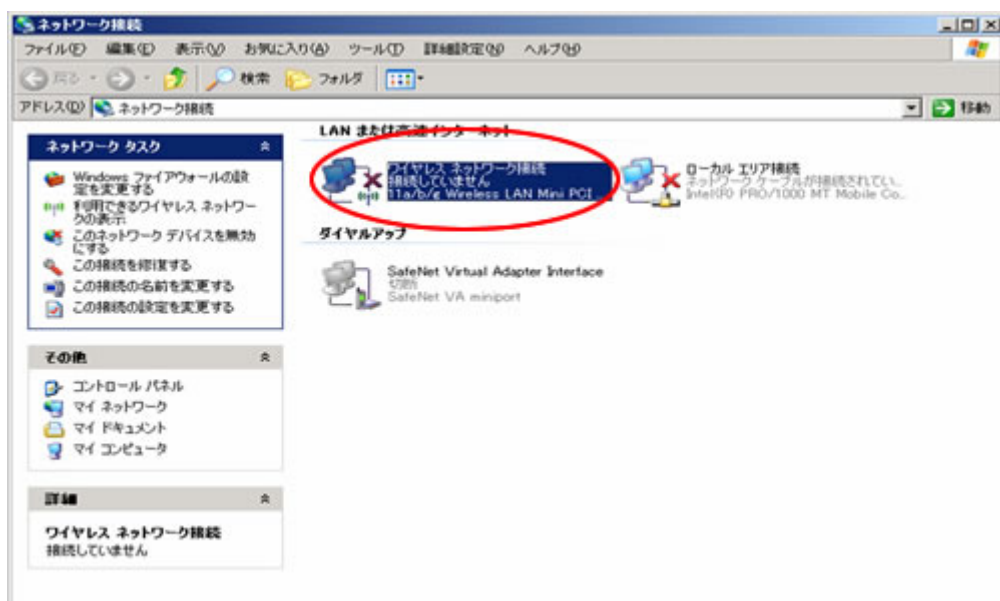 ネットワーク接続
ファイル(F) 編集(E) 表示(V) お気に入り(A) ツール(T) 詳細設定(N) ヘルプ(H)
戻る 検索 フォルダ
アドレス(D) ネットワーク接続 移動
ネットワーク タスク
Windows ファイアウォールの設
定を変更する
利用できるワイヤレス ネットワー
クの表示
このネットワーク デバイスを無効
にする
この接続を修復する
この接続の名前を変更する
この接続の設定を変更する
その他
コントロール パネル
マイ ネットワーク
マイ ドキュメント
マイ コンピュータ
詳細
ワイヤレス ネットワーク接続
接続していません
LAN または高速インターネット
ワイヤレス ネットワーク接続
接続していません
11a/b/g Wireless LAN Mini PCI
ローカル エリア接続
ネットワーク ケーブルが接続されてい...
Intel(R) PRO/1000 MT Mobile Co...
ダイヤルアップ
SafeNet Virtual Adapter Interface
切断
SafeNet VA miniport